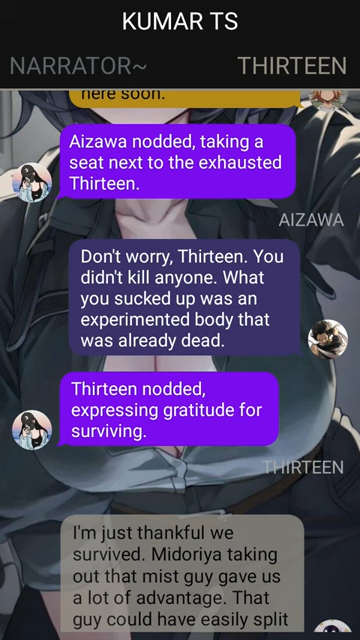 KUMAR TS
NARRATOR~ THIRTEEN
here soon.
Aizawa nodded, taking a
seat next to the exhausted
Thirteen.
AIZAWA
Don't worry, Thirteen. You
didn't kill anyone. What
you sucked up was an
experimented body that
was already dead.
Thirteen nodded,
expressing gratitude for
surviving.
THIRTEEN
I'm just thankful we
survived. Midoriya taking
out that mist guy gave us
a lot of advantage. That
guy could have easily split